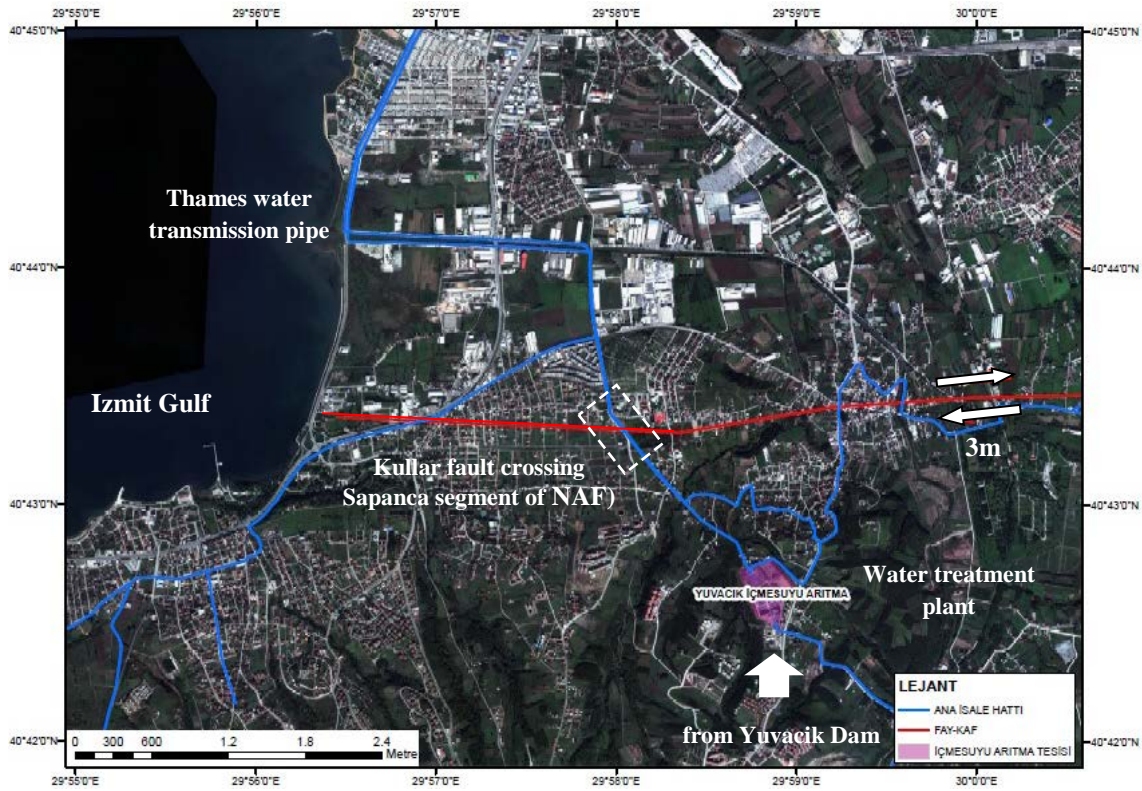 29°55'0"E
29°56'0"E
29°57'0"E
29°58'0"E
29°59'0"E
30°0'0"E
40°45'0"N
40°45'0"N
Thames water
transmission pipe
40°44'0"N
40°44'0"N
Izmit Gulf
3m
Kullar fault crossing
Sapanca segment of NAF)
40°43'0"N
40°43'0"N
Water treatment
plant
YUVACIK İÇMESUYU ARITMA
LEJANT
ANA İSALE HATTI
FAY-KAF
İÇMESUYU ARITMA TESİSİ
from Yuvacik Dam
0 300 600 1.2 1.8 2.4
Metre
40°42'0"N
40°42'0"N
29°55'0"E
29°56'0"E
29°57'0"E
29°58'0"E
29°59'0"E
30°0'0"E